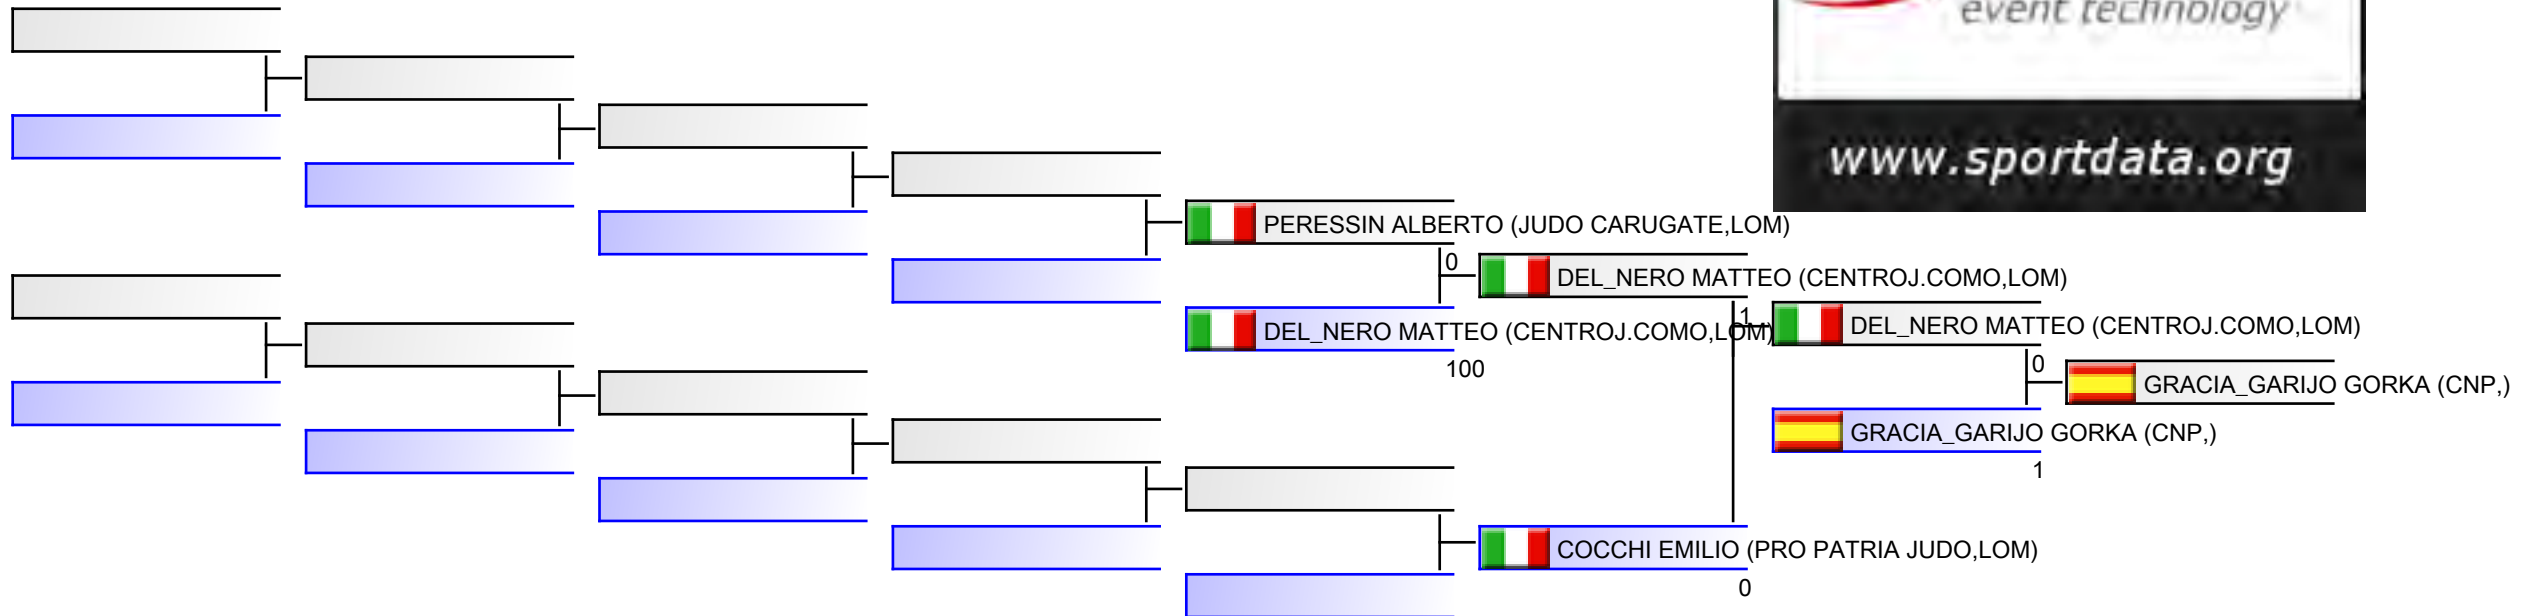 event technology
www.sportdata.org
PERESSIN ALBERTO (JUDO CARUGATE,LOM)
0
DEL_NERO MATTEO (CENTROJ.COMO,LOM)
DEL_NERO MATTEO (CENTROJ.COMO,LOM)
100
1
DEL_NERO MATTEO (CENTROJ.COMO,LOM)
0
GRACIA_GARIJO GORKA (CNP,)
GRACIA_GARIJO GORKA (CNP,)
1
COCCHI EMILIO (PRO PATRIA JUDO,LOM)
0